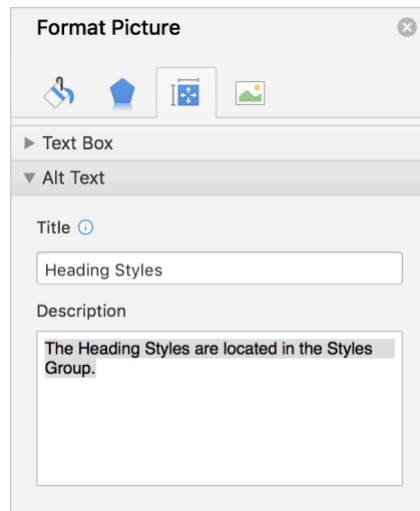 Format Picture
Text Box
Alt Text
Title
Heading Styles
Description
The Heading Styles are located in the Styles
Group.